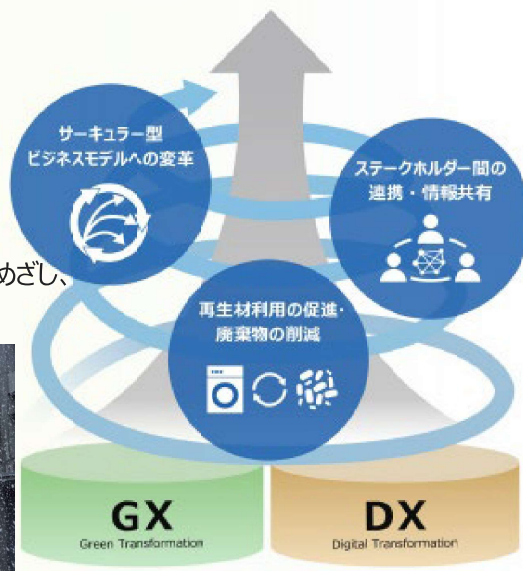 サーキュラー型
ビジネスモデルへの変革
ステークホルダー間の
連携・情報共有
めざし、
再生材利用の促進・
廃棄物の削減
GX
Green Transformation
DX
Digital Transformation